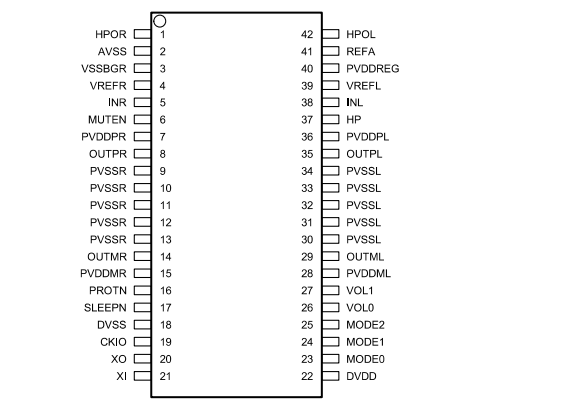 HPOR 1 42 HPOL
AVSS 2 41 REFA
VSSBGR 3 40 PVDDREG
VREFR 4 39 VREFL
INR 5 38 INL
MUTEN 6 37 HP
PVDDPR 7 36 PVDDPL
OUTPR 8 35 OUTPL
PVSSR 9 34 PVSSL
PVSSR 10 33 PVSSL
PVSSR 11 32 PVSSL
PVSSR 12 31 PVSSL
PVSSR 13 30 PVSSL
OUTMR 14 29 OUTML
PVDDMR 15 28 PVDDML
PROTN 16 27 VOL1
SLEEPN 17 26 VOL0
DVSS 18 25 MODE2
CKIO 19 24 MODE1
XO 20 23 MODE0
XI 21 22 DVDD